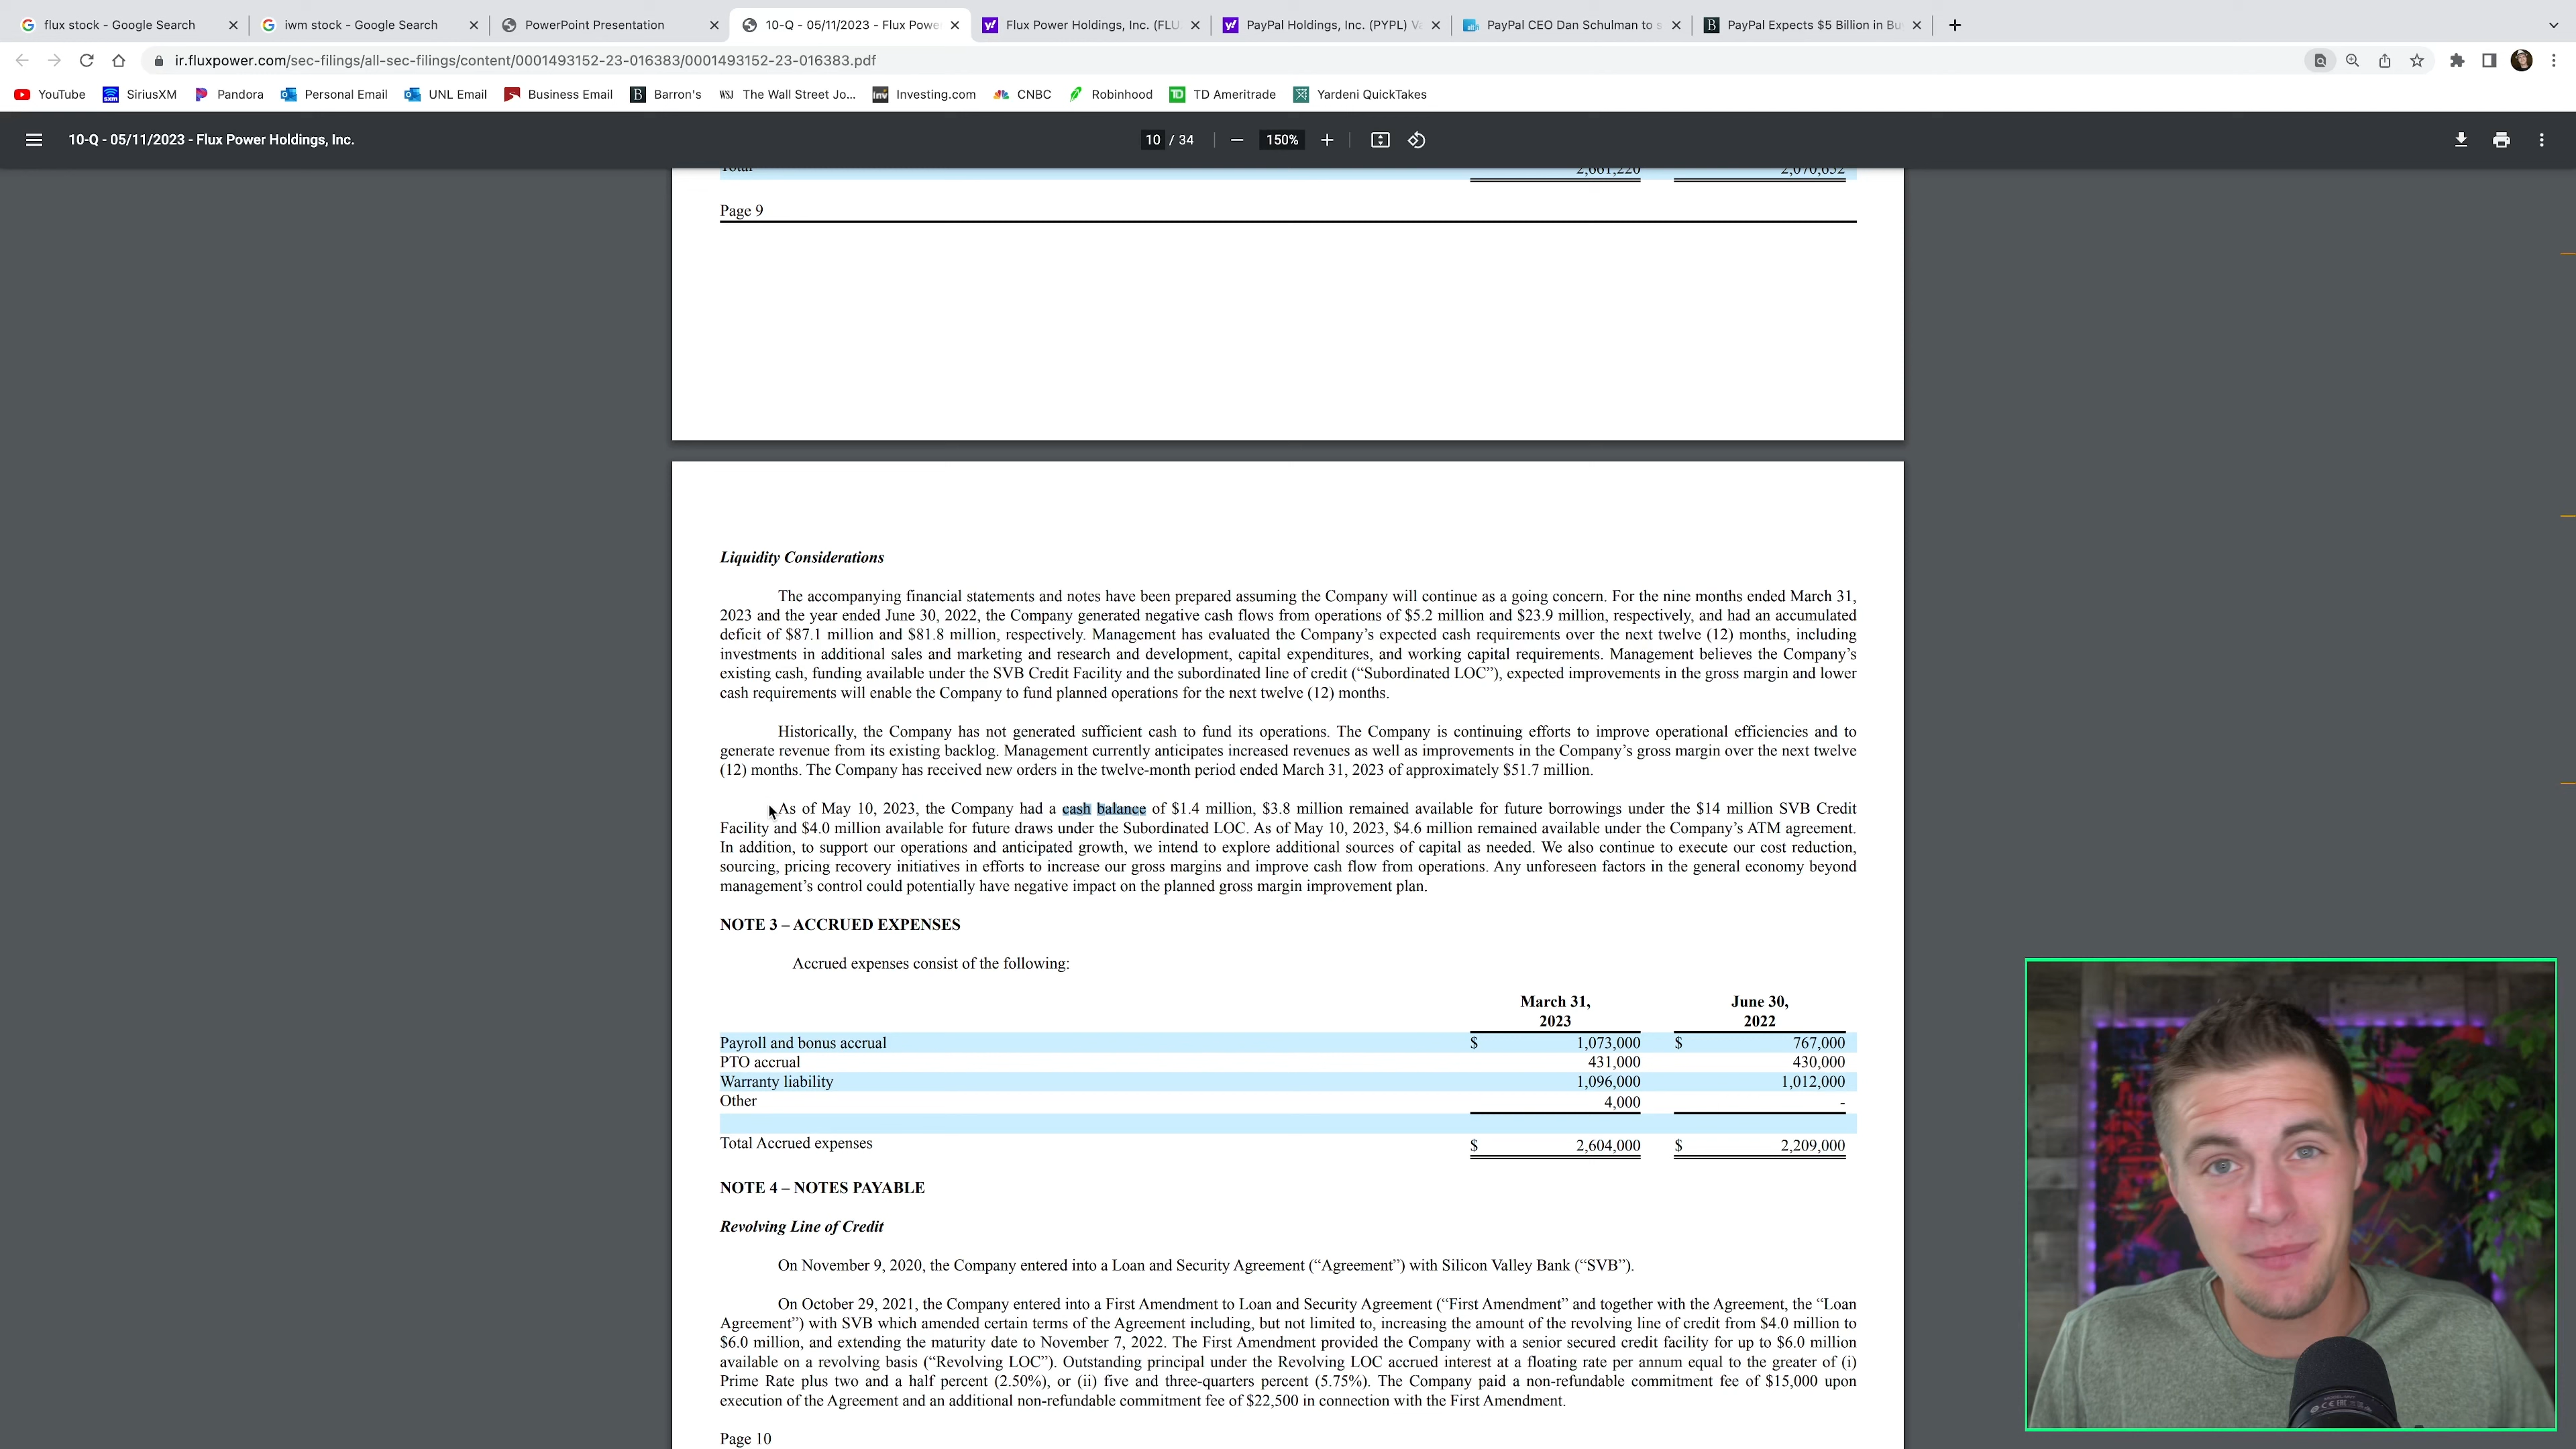 flux stock - Google Search
iwm stock - Google Search
PowerPoint Presentation
10-Q - 05/11/2023 - Flux Powe
Flux Power Holdings, Inc. (FLU
PayPal Holdings, Inc. (PYPL) V
PayPal CEO Dan Schulman to s
PayPal Expects $5 Billion in Bu
ir.fluxpower.com/sec-filings/all-sec-filings/content/0001493152-23-016383/0001493152-23-016383.pdf
YouTube
SiriusXM
Pandora
Personal Email
UNL Email
Business Email
Barron's
The Wall Street Jo...
Investing.com
CNBC
Robinhood
TD Ameritrade
Yardeni QuickTakes
10-Q - 05/11/2023 - Flux Power Holdings, Inc.
10 / 34
150%
Total 2,661,220 2,070,652
Page 9
Liquidity Considerations
The accompanying financial statements and notes have been prepared assuming the Company will continue as a going concern. For the nine months ended March 31,
2023 and the year ended June 30, 2022, the Company generated negative cash flows from operations of $5.2 million and $23.9 million, respectively, and had an accumulated
deficit of $87.1 million and $81.8 million, respectively. Management has evaluated the Company's expected cash requirements over the next twelve (12) months, including
investments in additional sales and marketing and research and development, capital expenditures, and working capital requirements. Management believes the Company's
existing cash, funding available under the SVB Credit Facility and the subordinated line of credit (“Subordinated LOC”), expected improvements in the gross margin and lower
cash requirements will enable the Company to fund planned operations for the next twelve (12) months.
Historically, the Company has not generated sufficient cash to fund its operations. The Company is continuing efforts to improve operational efficiencies and to
generate revenue from its existing backlog. Management currently anticipates increased revenues as well as improvements in the Company's gross margin over the next twelve
(12) months. The Company has received new orders in the twelve-month period ended March 31, 2023 of approximately $51.7 million.
As of May 10, 2023, the Company had a cash balance of $1.4 million, $3.8 million remained available for future borrowings under the $14 million SVB Credit
Facility and $4.0 million available for future draws under the Subordinated LOC. As of May 10, 2023, $4.6 million remained available under the Company's ATM agreement.
In addition, to support our operations and anticipated growth, we intend to explore additional sources of capital as needed. We also continue to execute our cost reduction,
sourcing, pricing recovery initiatives in efforts to increase our gross margins and improve cash flow from operations. Any unforeseen factors in the general economy beyond
management's control could potentially have negative impact on the planned gross margin improvement plan.
NOTE 3 – ACCRUED EXPENSES
Accrued expenses consist of the following:
March 31, June 30,
2023 2022
Payroll and bonus accrual $ 1,073,000 $ 767,000
PTO accrual 431,000 430,000
Warranty liability 1,096,000 1,012,000
Other 4,000 -
Total Accrued expenses $ 2,604,000 $ 2,209,000
NOTE 4 – NOTES PAYABLE
Revolving Line of Credit
On November 9, 2020, the Company entered into a Loan and Security Agreement (“Agreement”) with Silicon Valley Bank (“SVB”).
On October 29, 2021, the Company entered into a First Amendment to Loan and Security Agreement (“First Amendment” and together with the Agreement, the “Loan
Agreement”) with SVB which amended certain terms of the Agreement including, but not limited to, increasing the amount of the revolving line of credit from $4.0 million to
$6.0 million, and extending the maturity date to November 7, 2022. The First Amendment provided the Company with a senior secured credit facility for up to $6.0 million
available on a revolving basis (“Revolving LOC”). Outstanding principal under the Revolving LOC accrued interest at a floating rate per annum equal to the greater of (i)
Prime Rate plus two and a half percent (2.50%), or (ii) five and three-quarters percent (5.75%). The Company paid a non-refundable commitment fee of $15,000 upon
execution of the Agreement and an additional non-refundable commitment fee of $22,500 in connection with the First Amendment.
Page 10